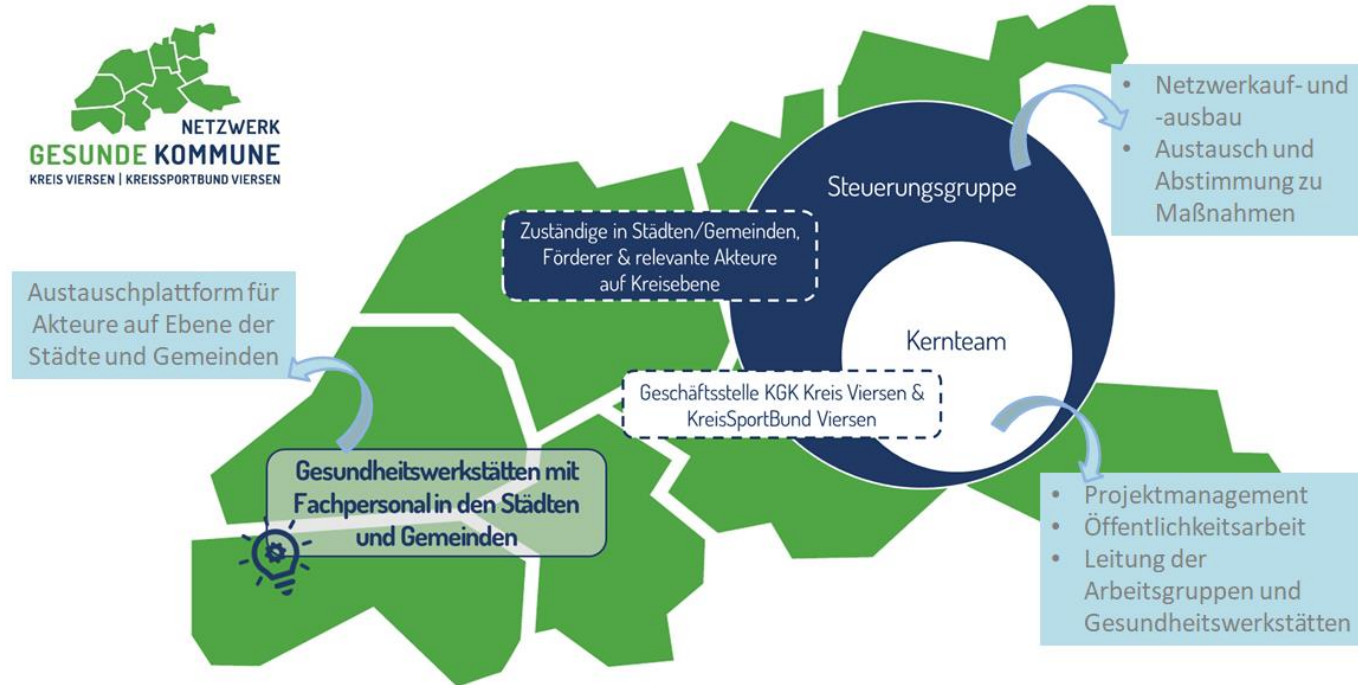 NETZWERK
GESUNDE KOMMUNE
KREIS VIERSEN | KREISSPORTBUND VIERSEN
• Netzwerkauf- und
-ausbau
• Austausch und
Abstimmung zu
Maßnahmen
Steuerungsgruppe
Zuständige in Städten/Gemeinden,
Förderer & relevante Akteure
auf Kreisebene
Austauschplattform für
Akteure auf Ebene der
Städte und Gemeinden
Kernteam
Geschäftsstelle KGK Kreis Viersen &
KreisSportBund Viersen
Gesundheitswerkstätten mit
Fachpersonal in den Städten
und Gemeinden
• Projektmanagement
• Öffentlichkeitsarbeit
• Leitung der
Arbeitsgruppen und
Gesundheitswerkstätten